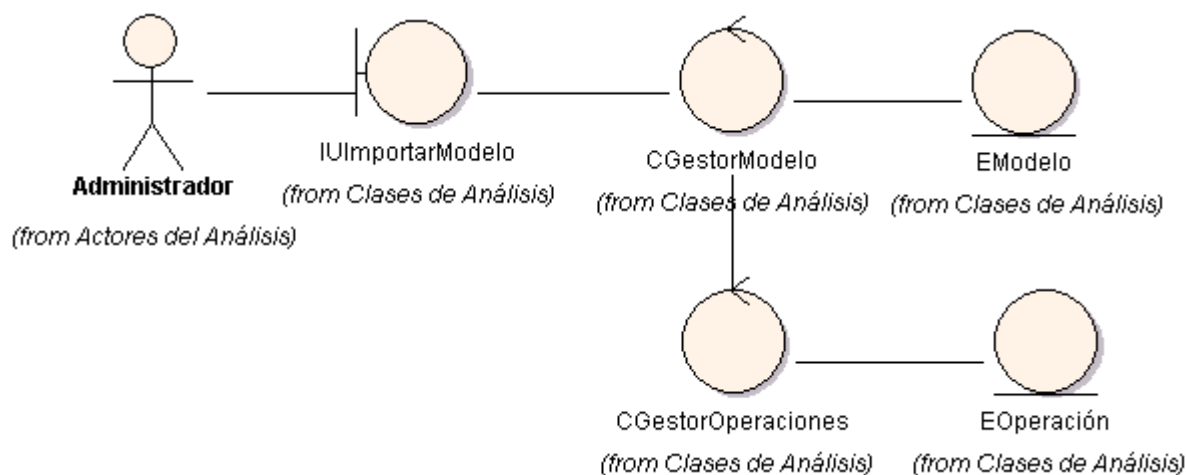 IUImportarModelo
CGestorModelo
EModelo
Administrador
(from Clases de Análisis)
(from Clases de Análisis)
(from Clases de Análisis)
(from Actores del Análisis)
CGestorOperaciones
EOperación
(from Clases de Análisis)
(from Clases de Análisis)